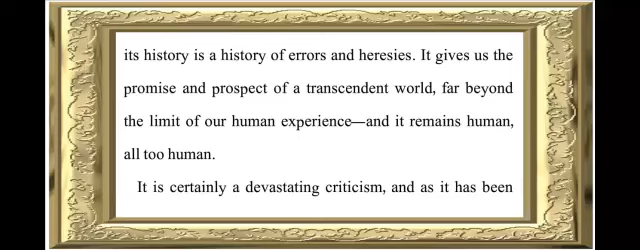 its history is a history of errors and heresies. It gives us the
promise and prospect of a transcendent world, far beyond
the limit of our human experience—and it remains human,
all too human.
It is certainly a devastating criticism, and as it has been